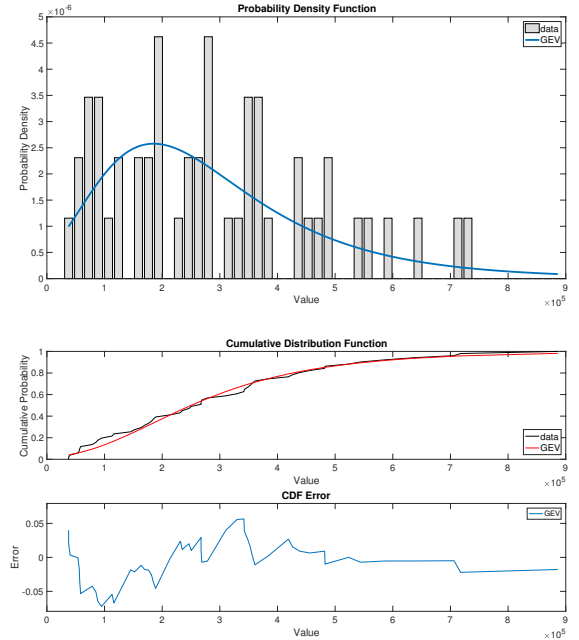 Probability Density Function
×10⁻⁶
5
4.5
4
3.5
3
2.5
2
1.5
1
0.5
0
Probability Density
data
GEV
0 1 2 3 4 5 6 7 8 9
Value
×10⁵
Cumulative Distribution Function
1
0.8
0.6
0.4
0.2
0
Cumulative Probability
data
GEV
0 1 2 3 4 5 6 7 8 9
Value
×10⁵
CDF Error
0.05
0
-0.05
Error
GEV
0 1 2 3 4 5 6 7 8 9
Value
×10⁵